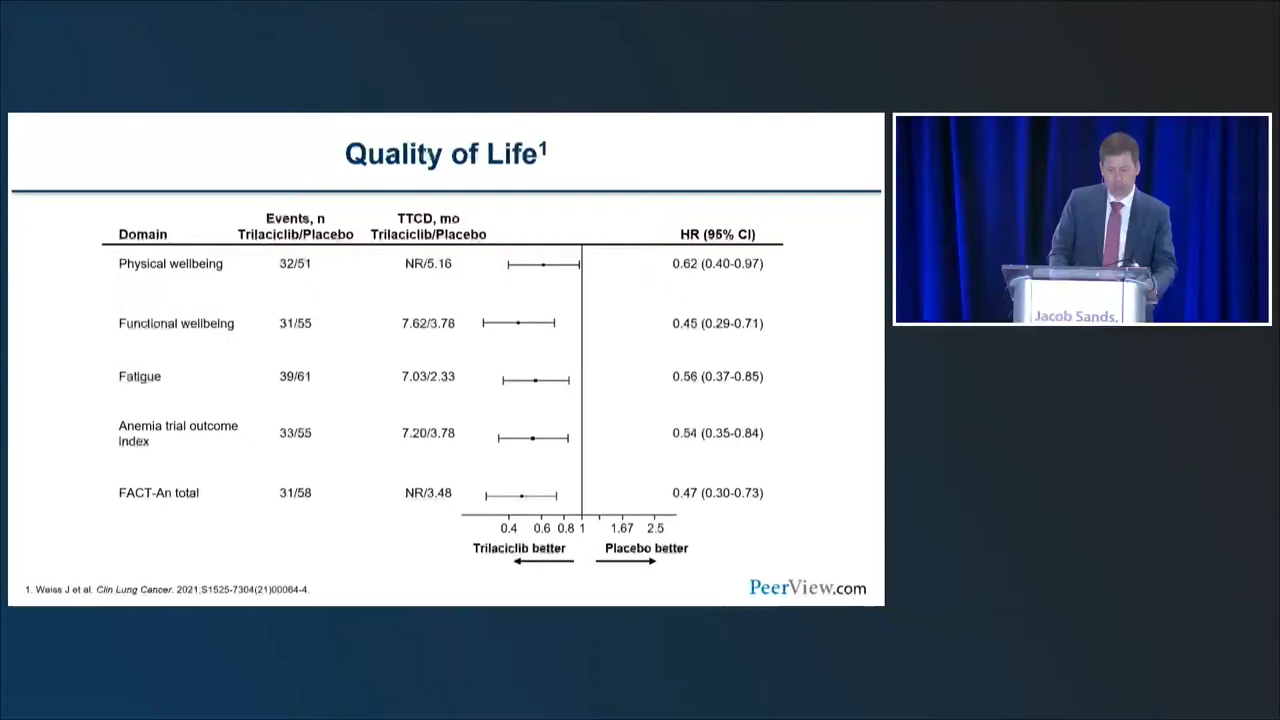 Quality of Life¹
Domain
Events, n
Trilaciclib/Placebo
TTCD, mo
Trilaciclib/Placebo
HR (95% CI)
Physical wellbeing 32/51 NR/5.16 0.62 (0.40-0.97)
Functional wellbeing 31/55 7.62/3.78 0.45 (0.29-0.71)
Fatigue 39/61 7.03/2.33 0.56 (0.37-0.85)
Anemia trial outcome
index 33/55 7.20/3.78 0.54 (0.35-0.84)
FACT-An total 31/58 NR/3.48 0.47 (0.30-0.73)
0.4 0.6 0.8 1 1.67 2.5
Trilaciclib better Placebo better
1. Weiss J et al. Clin Lung Cancer. 2021;S1525-7304(21)00064-4.
PeerView.com
Jacob Sands,